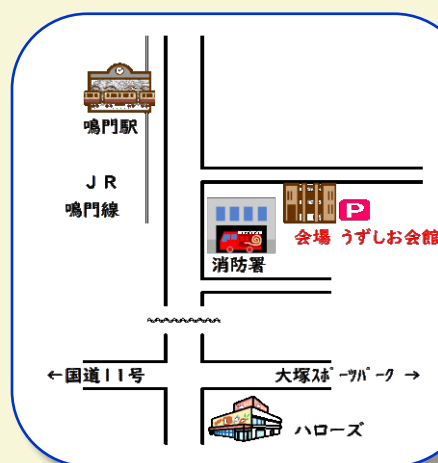 鳴門駅
ＪＲ
鳴門線
P
会場 うずしお会館
消防署
←国道11号
大塚ｽﾎﾟｰﾂﾊﾟｰｸ →
ハローズ